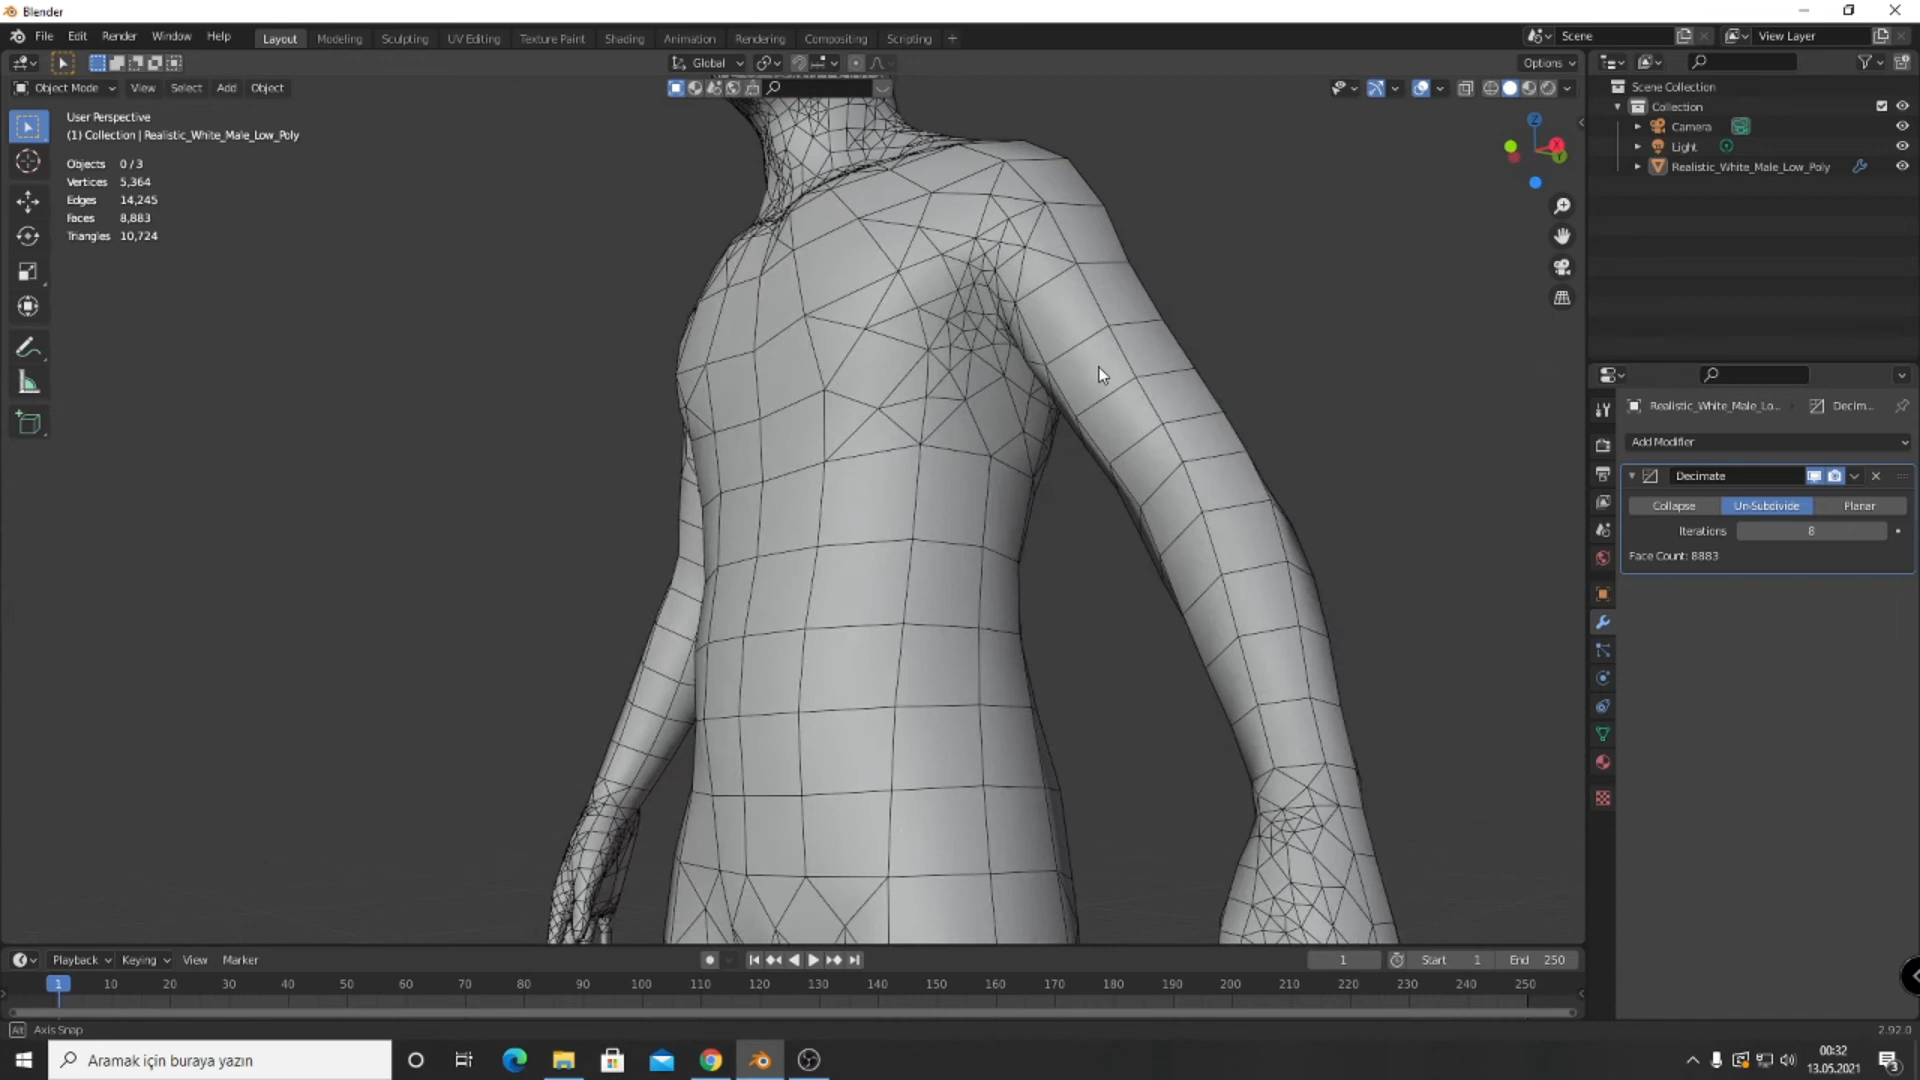 Blender
File Edit Render Window Help Layout Modeling Sculpting UV Editing Texture Paint Shading Animation Rendering Compositing Scripting Scene View Layer
Global Options
Object Mode View Select Add Object
User Perspective
(1) Collection | Realistic_White_Male_Low_Poly
Objects 0 / 3
Vertices 5,364
Edges 14,245
Faces 8,883
Triangles 10,724
Z
X
Y
Scene Collection
Collection
Camera
Light
Realistic_White_Male_Low_Poly
Realistic_White_Male_Lo... Decim...
Add Modifier
Decimate
Collapse Un-Subdivide Planar
Iterations 8
Face Count: 8883
Playback Keying View Marker 1 Start 1 End 250
1 10 20 30 40 50 60 70 80 90 100 110 120 130 140 150 160 170 180 190 200 210 220 230 240 250
Alt Axis Snap 2.92.0
Aramak için buraya yazın
00:32
13.05.2021
3